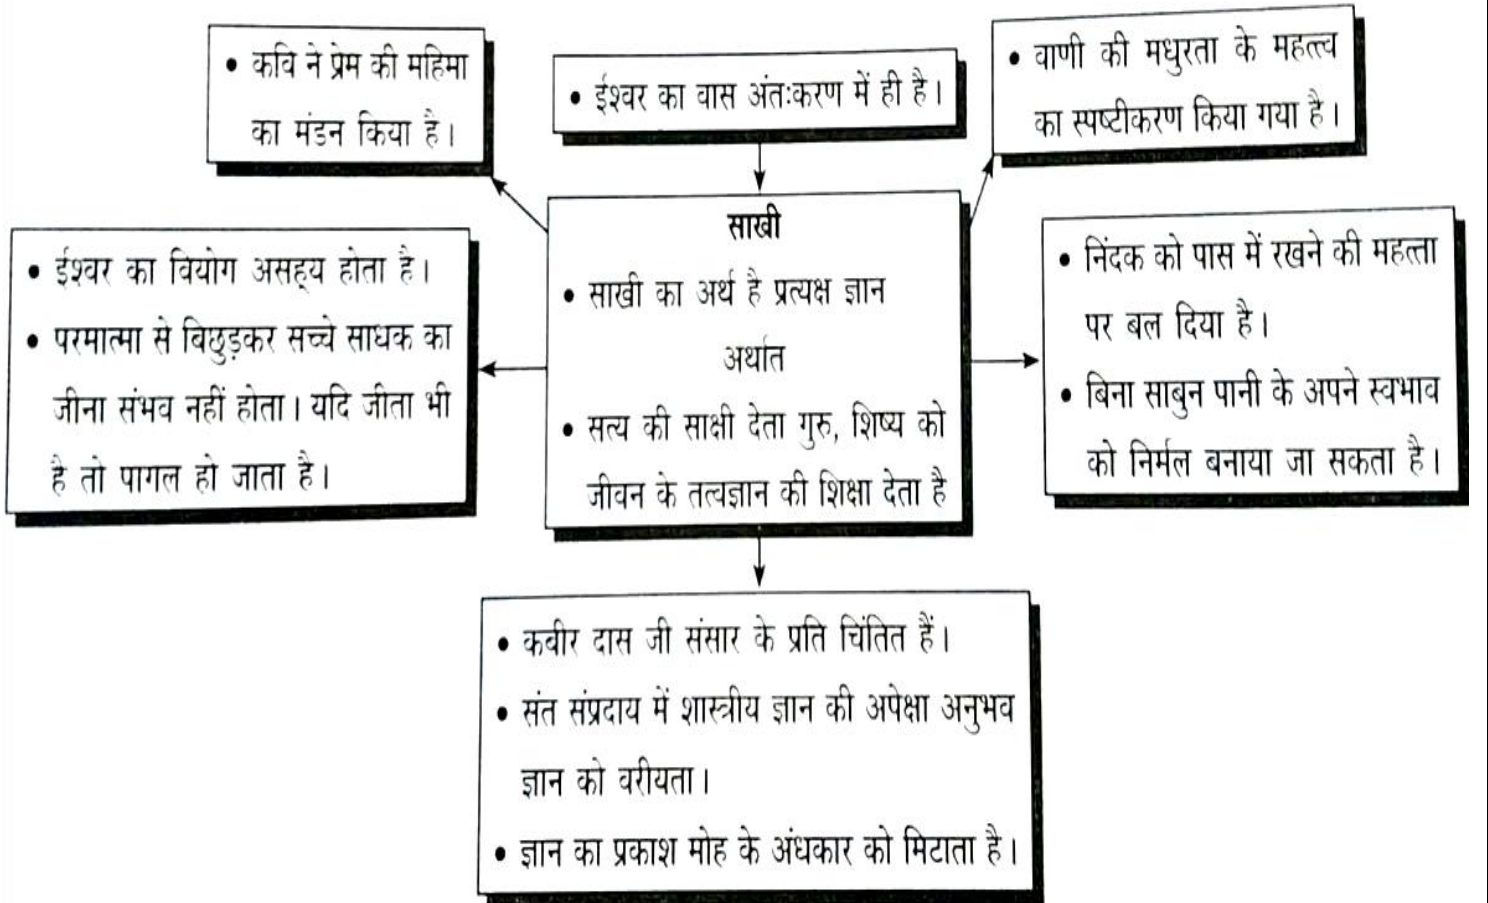 • कवि ने प्रेम की महिमा
का मंडन किया है।
• ईश्वर का वास अंतःकरण में ही है।
• वाणी की मधुरता के महत्त्व
का स्पष्टीकरण किया गया है।
• ईश्वर का वियोग असह्य होता है।
• परमात्मा से बिछुड़कर सच्चे साधक का
जीना संभव नहीं होता। यदि जीता भी
है तो पागल हो जाता है।
साखी
• साखी का अर्थ है प्रत्यक्ष ज्ञान
अर्थात
• सत्य की साक्षी देता गुरु, शिष्य को
जीवन के तत्वज्ञान की शिक्षा देता है
• निंदक को पास में रखने की महत्ता
पर बल दिया है।
• बिना साबुन पानी के अपने स्वभाव
को निर्मल बनाया जा सकता है।
• कबीर दास जी संसार के प्रति चिंतित हैं।
• संत संप्रदाय में शास्त्रीय ज्ञान की अपेक्षा अनुभव
ज्ञान को वरीयता।
• ज्ञान का प्रकाश मोह के अंधकार को मिटाता है।